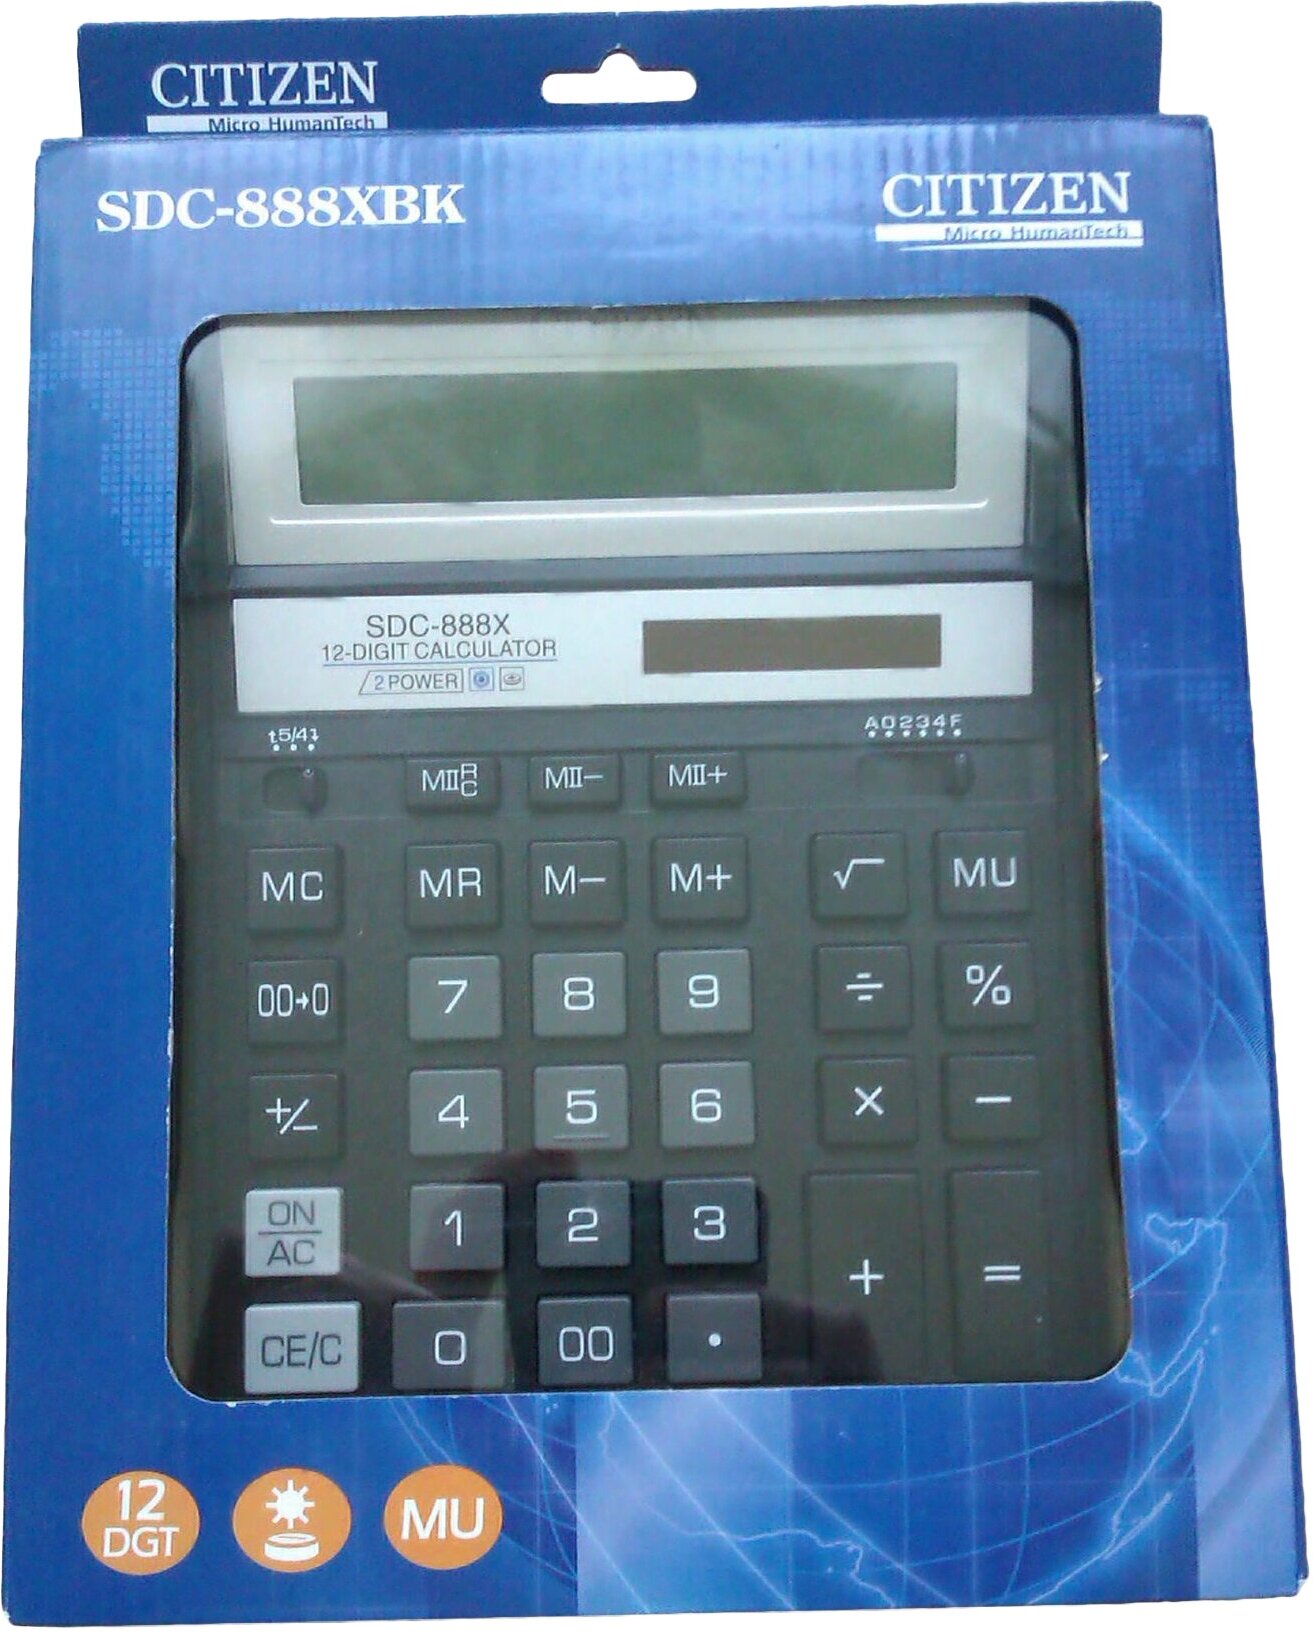 CITIZEN
Micro HumanTech
SDC-888XBK
CITIZEN
Micro HumanTech
SDC-888X
12-DIGIT CALCULATOR
2 POWER
↑5/4↓
A0234F
MIIRC MII− MII+
MC MR M− M+ √ MU
00→0 7 8 9 ÷ %
+/− 4 5 6 × −
ON
AC
1 2 3 + =
CE/C 0 00 .
12
DGT
MU